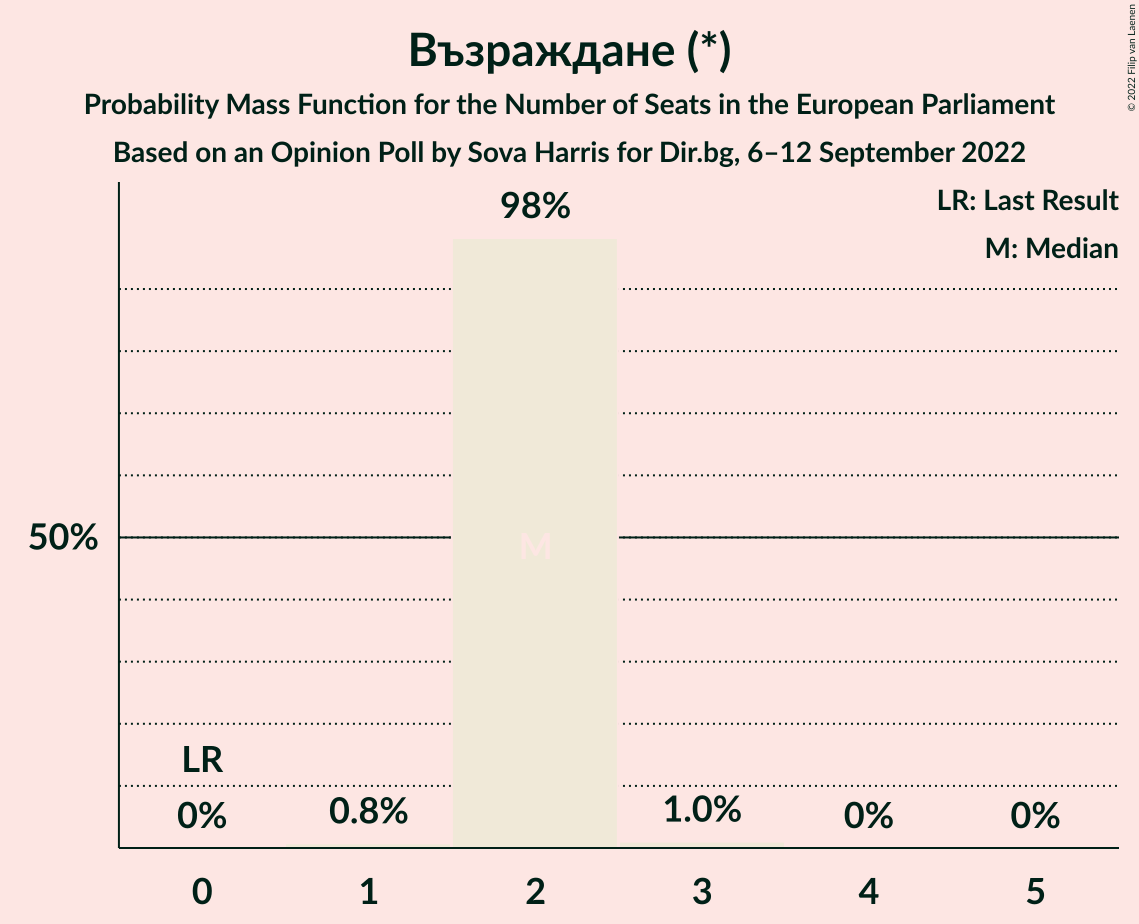 Възраждане (*)
Probability Mass Function for the Number of Seats in the European Parliament
Based on an Opinion Poll by Sova Harris for Dir.bg, 6–12 September 2022
© 2022 Filip van Laenen
LR: Last Result
M: Median
98%
50%
M
LR
0%
0.8%
1.0%
0%
0%
0
1
2
3
4
5